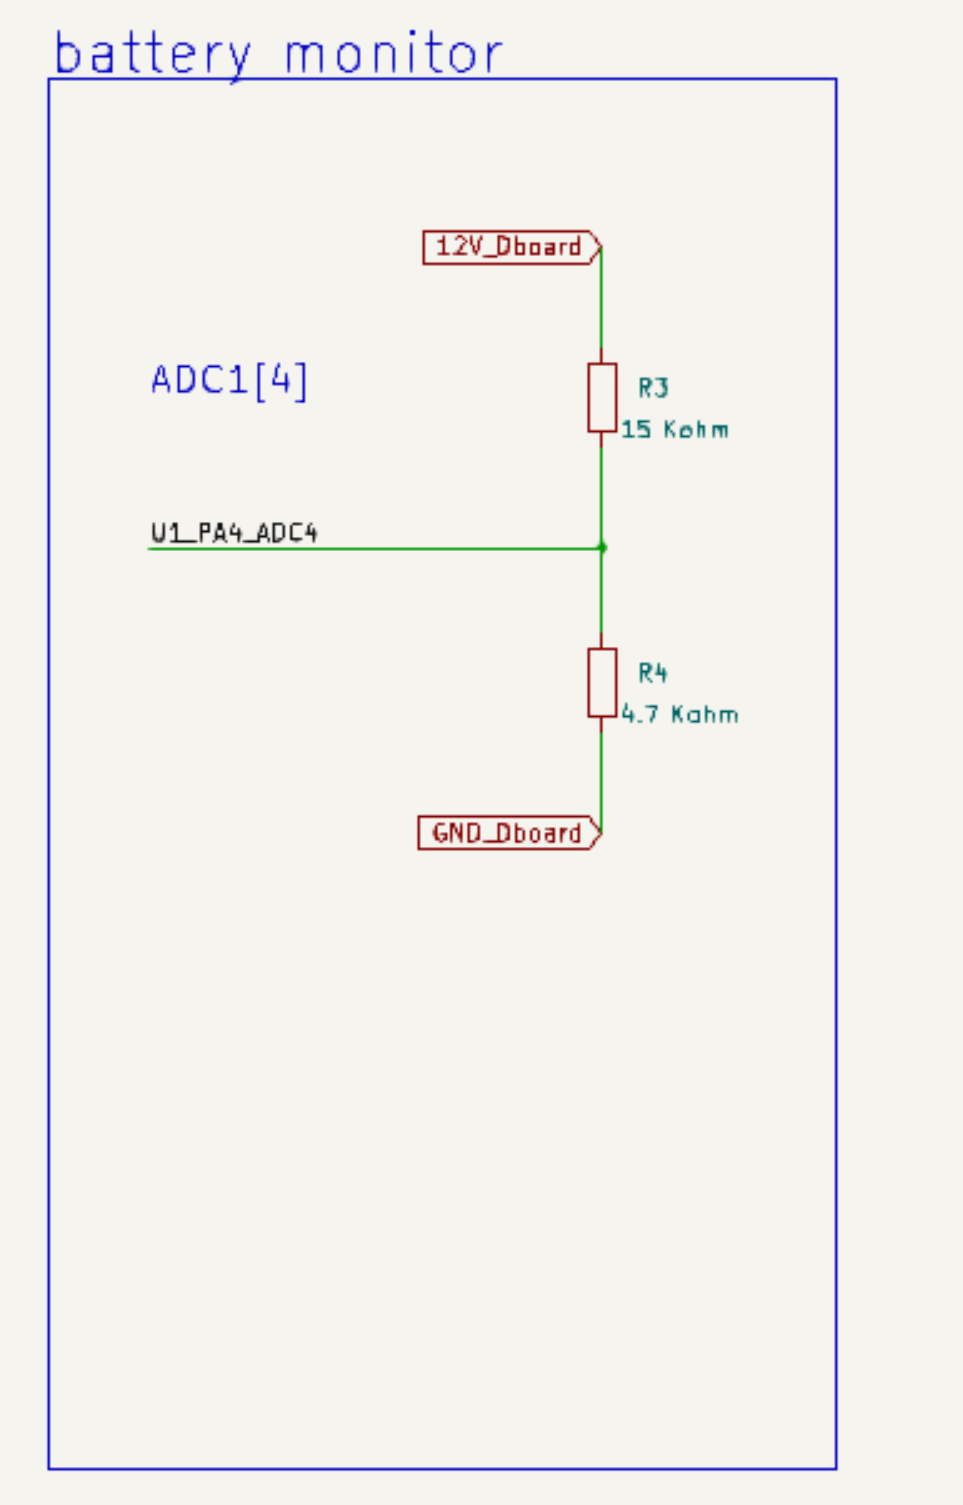 battery monitor
12V_Dboard
ADC1[4]
R3
15 Kohm
U1_PA4_ADC4
R4
4.7 Kohm
GND_Dboard